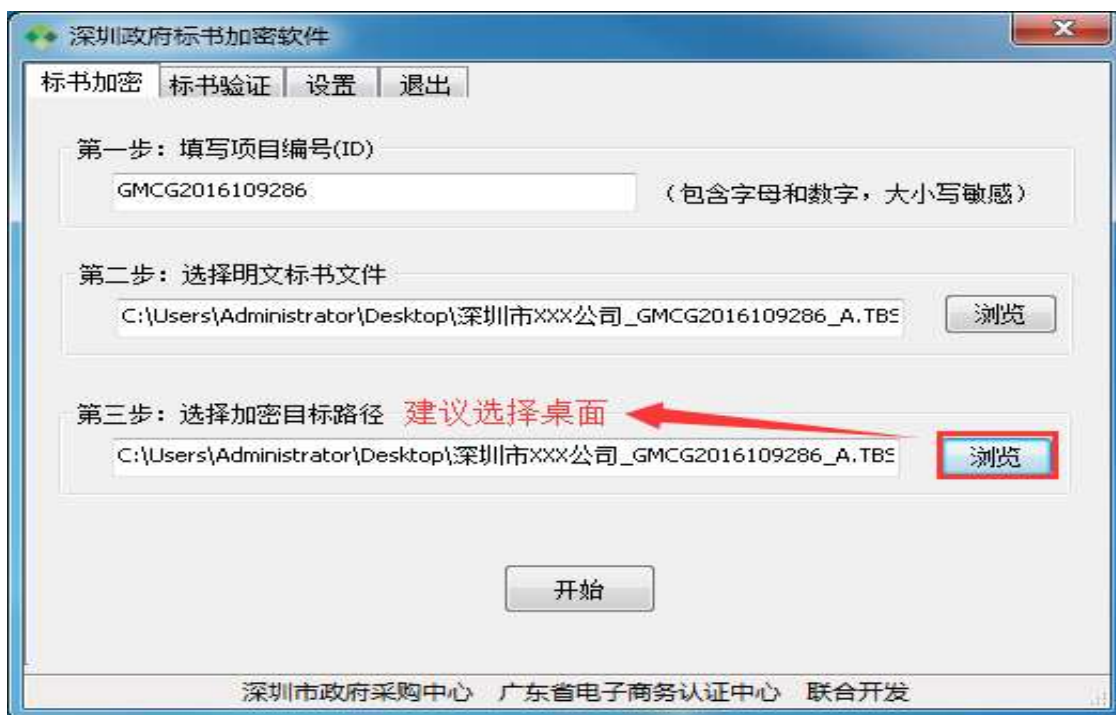 深圳政府标书加密软件
标书加密 标书验证 设置 退出
第一步：填写项目编号(ID)
GMCG2016109286 （包含字母和数字，大小写敏感）
第二步：选择明文标书文件
C:\Users\Administrator\Desktop\深圳市XXX公司_GMCG2016109286_A.TBS 浏览
第三步：选择加密目标路径 建议选择桌面
C:\Users\Administrator\Desktop\深圳市XXX公司_GMCG2016109286_A.TBS 浏览
开始
深圳市政府采购中心 广东省电子商务认证中心 联合开发